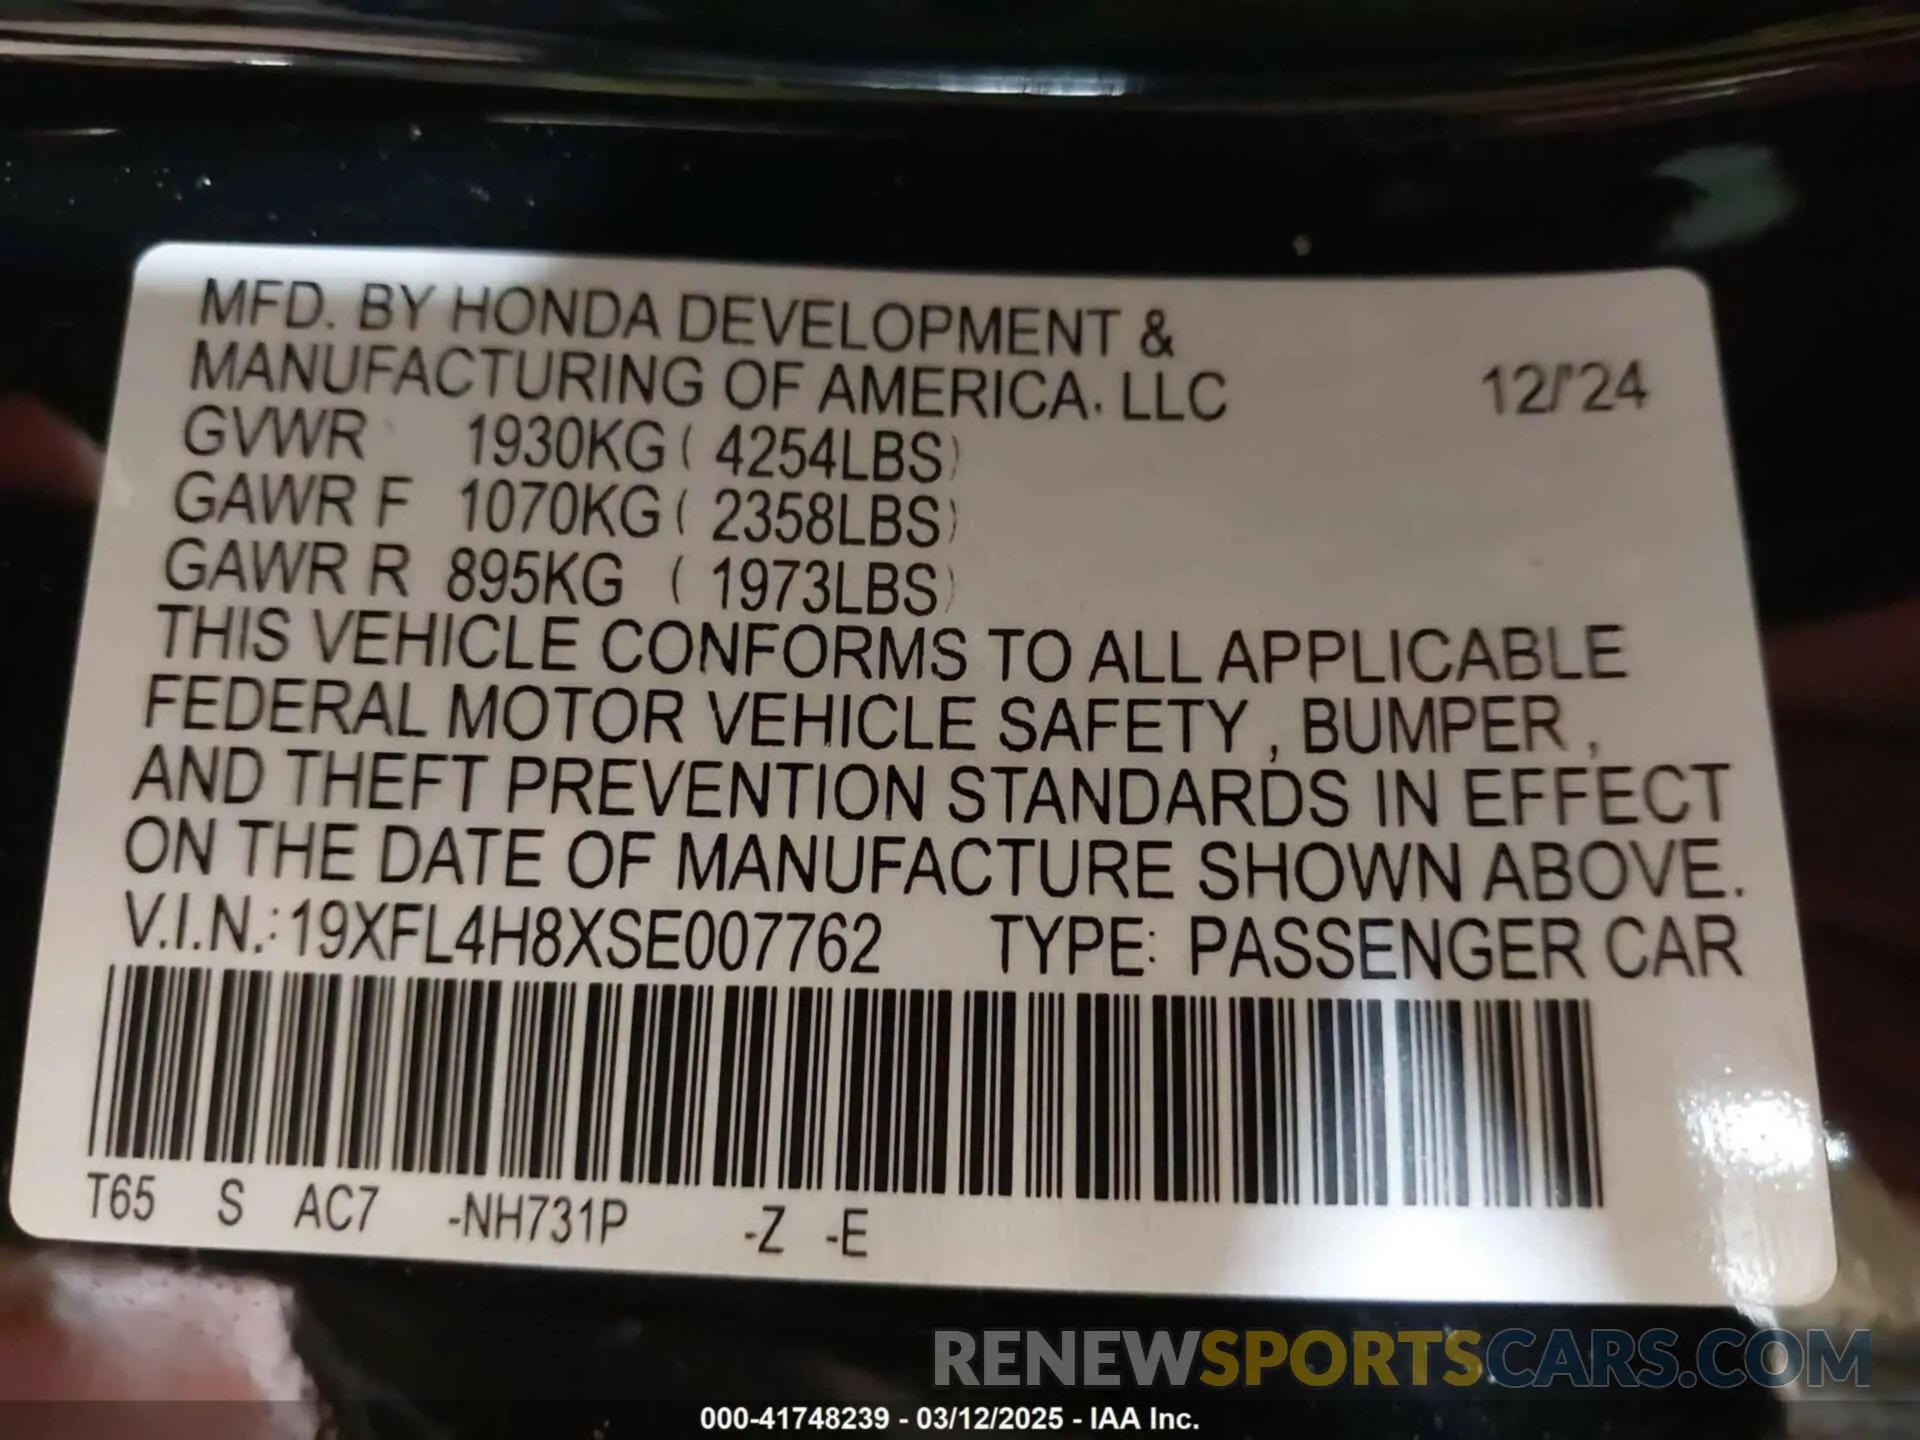 MFD. BY HONDA DEVELOPMENT &
MANUFACTURING OF AMERICA, LLC 12/'24
GVWR 1930KG ( 4254LBS)
GAWR F 1070KG ( 2358LBS)
GAWR R 895KG ( 1973LBS)
THIS VEHICLE CONFORMS TO ALL APPLICABLE
FEDERAL MOTOR VEHICLE SAFETY , BUMPER ,
AND THEFT PREVENTION STANDARDS IN EFFECT
ON THE DATE OF MANUFACTURE SHOWN ABOVE.
V.I.N.: 19XFL4H8XSE007762 TYPE: PASSENGER CAR
T65 S AC7 -NH731P -Z -E
RENEWSPORTSCARS.COM
000-41748239 - 03/12/2025 - IAA Inc.